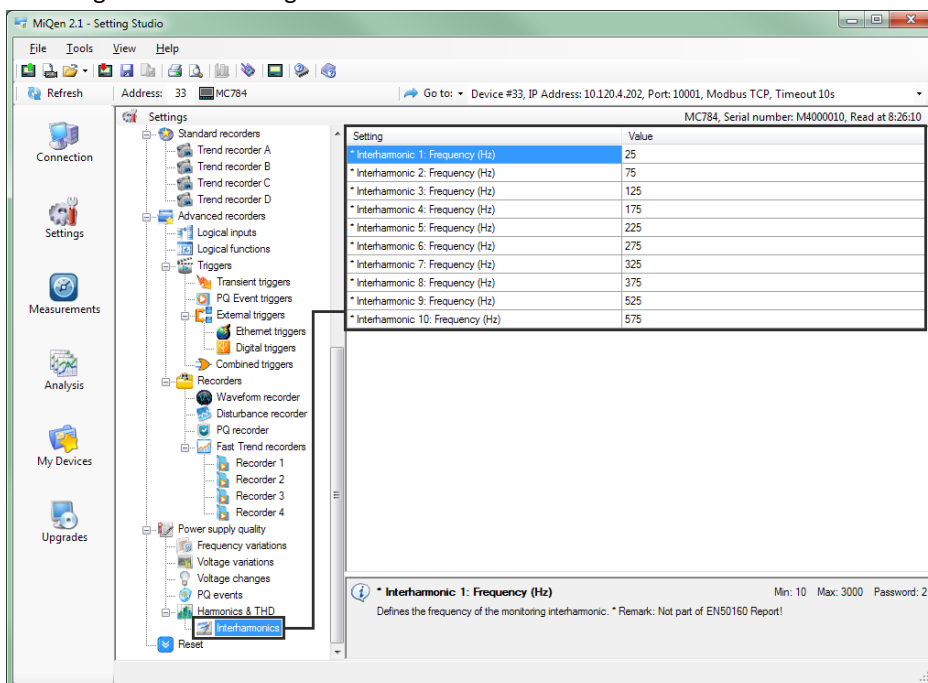 MiQen 2.1 - Setting Studio
File Tools View Help
Refresh Address: 33 MC784 Go to: Device #33, IP Address: 10.120.4.202, Port: 10001, Modbus TCP, Timeout 10s
Settings MC784, Serial number: M4000010, Read at 8:26:10
Connection
Settings
Measurements
Analysis
My Devices
Upgrades
Standard recorders
Trend recorder A
Trend recorder B
Trend recorder C
Trend recorder D
Advanced recorders
Logical inputs
Logical functions
Triggers
Transient triggers
PQ Event triggers
External triggers
Ethernet triggers
Digital triggers
Combined triggers
Recorders
Waveform recorder
Disturbance recorder
PQ recorder
Fast Trend recorders
Recorder 1
Recorder 2
Recorder 3
Recorder 4
Power supply quality
Frequency variations
Voltage variations
Voltage changes
PQ events
Harmonics & THD
Interharmonics
Reset
Setting Value
* Interharmonic 1: Frequency (Hz) 25
* Interharmonic 2: Frequency (Hz) 75
* Interharmonic 3: Frequency (Hz) 125
* Interharmonic 4: Frequency (Hz) 175
* Interharmonic 5: Frequency (Hz) 225
* Interharmonic 6: Frequency (Hz) 275
* Interharmonic 7: Frequency (Hz) 325
* Interharmonic 8: Frequency (Hz) 375
* Interharmonic 9: Frequency (Hz) 525
* Interharmonic 10: Frequency (Hz) 575
* Interharmonic 1: Frequency (Hz) Min: 10 Max: 3000 Password: 2
Defines the frequency of the monitoring interharmonic. * Remark: Not part of EN50160 Report!